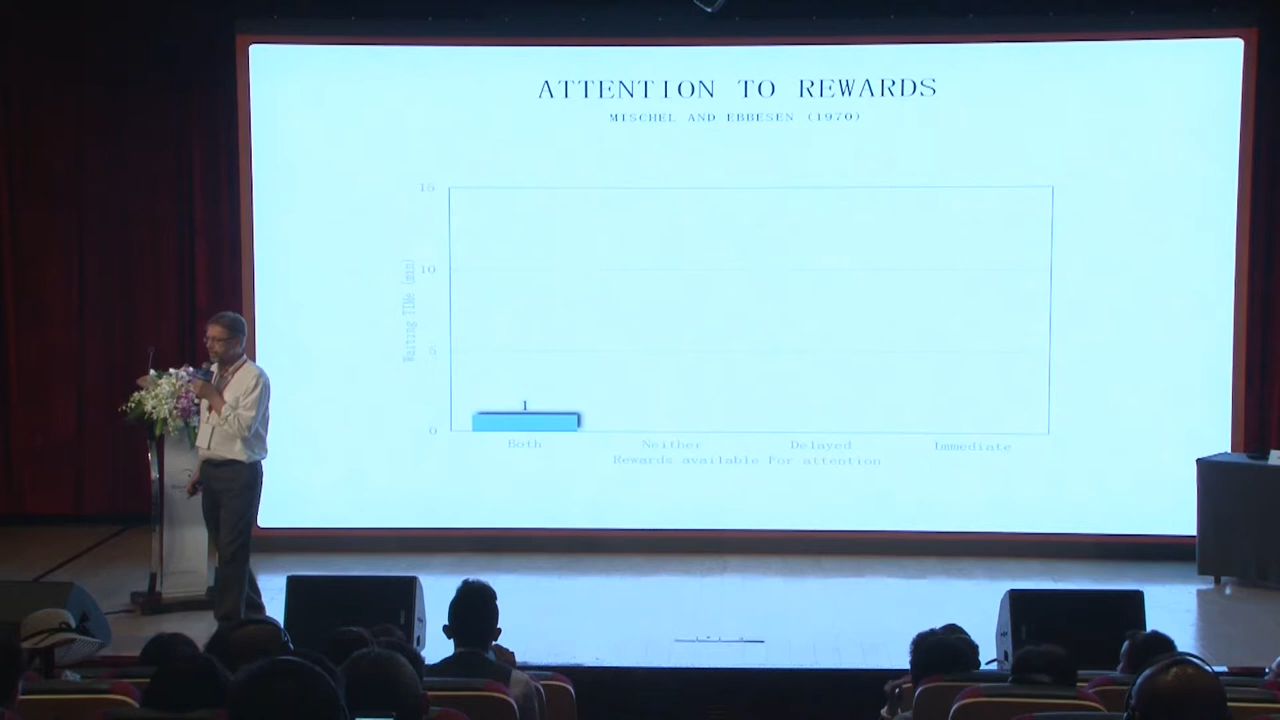 ATTENTION TO REWARDS
MISCHEL AND EBBESEN (1970)
15
10
5
0
Waiting TIMe (min)
1
Both
Neither
Delayed
Immediate
Rewards available for attention